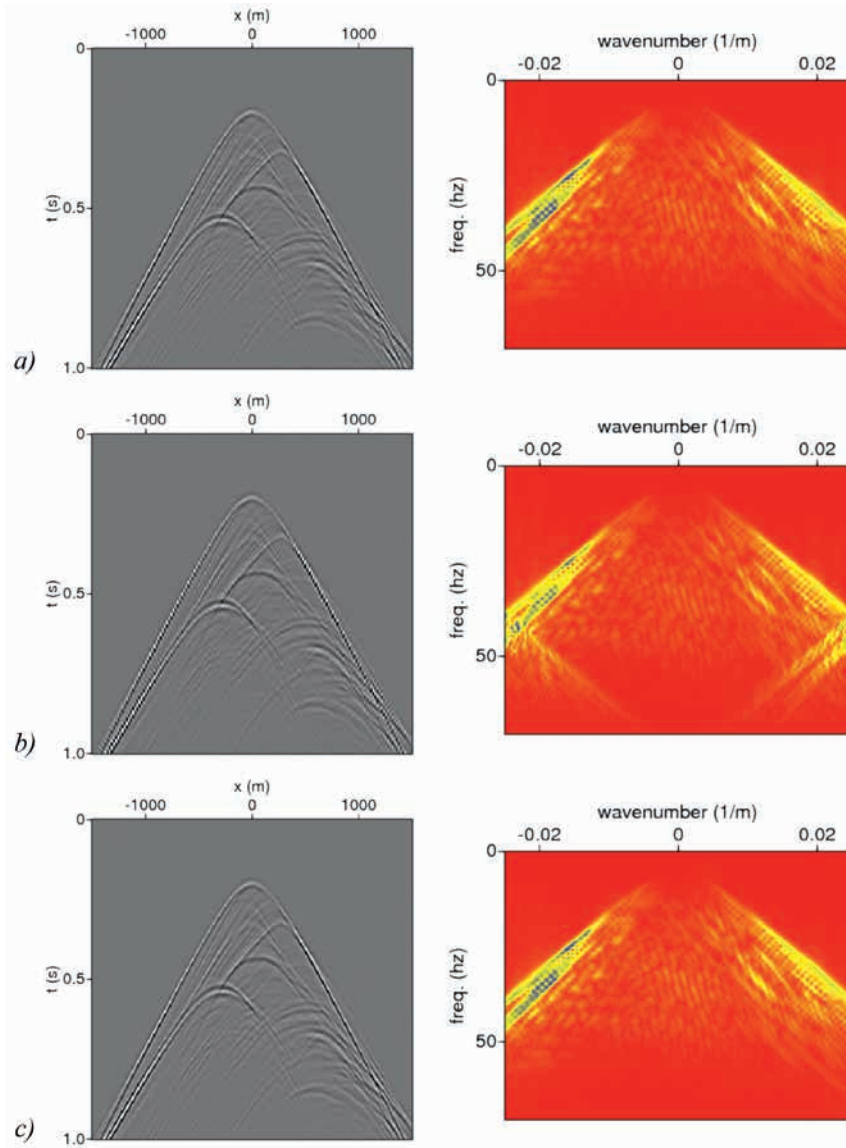 x (m)
-1000 0 1000
0
t (s)
0.5
1.0
wavenumber (1/m)
-0.02 0 0.02
0
freq. (hz)
50
a)
x (m)
-1000 0 1000
0
t (s)
0.5
1.0
wavenumber (1/m)
-0.02 0 0.02
0
freq. (hz)
50
b)
x (m)
-1000 0 1000
0
t (s)
0.5
1.0
wavenumber (1/m)
-0.02 0 0.02
0
freq. (hz)
50
c)